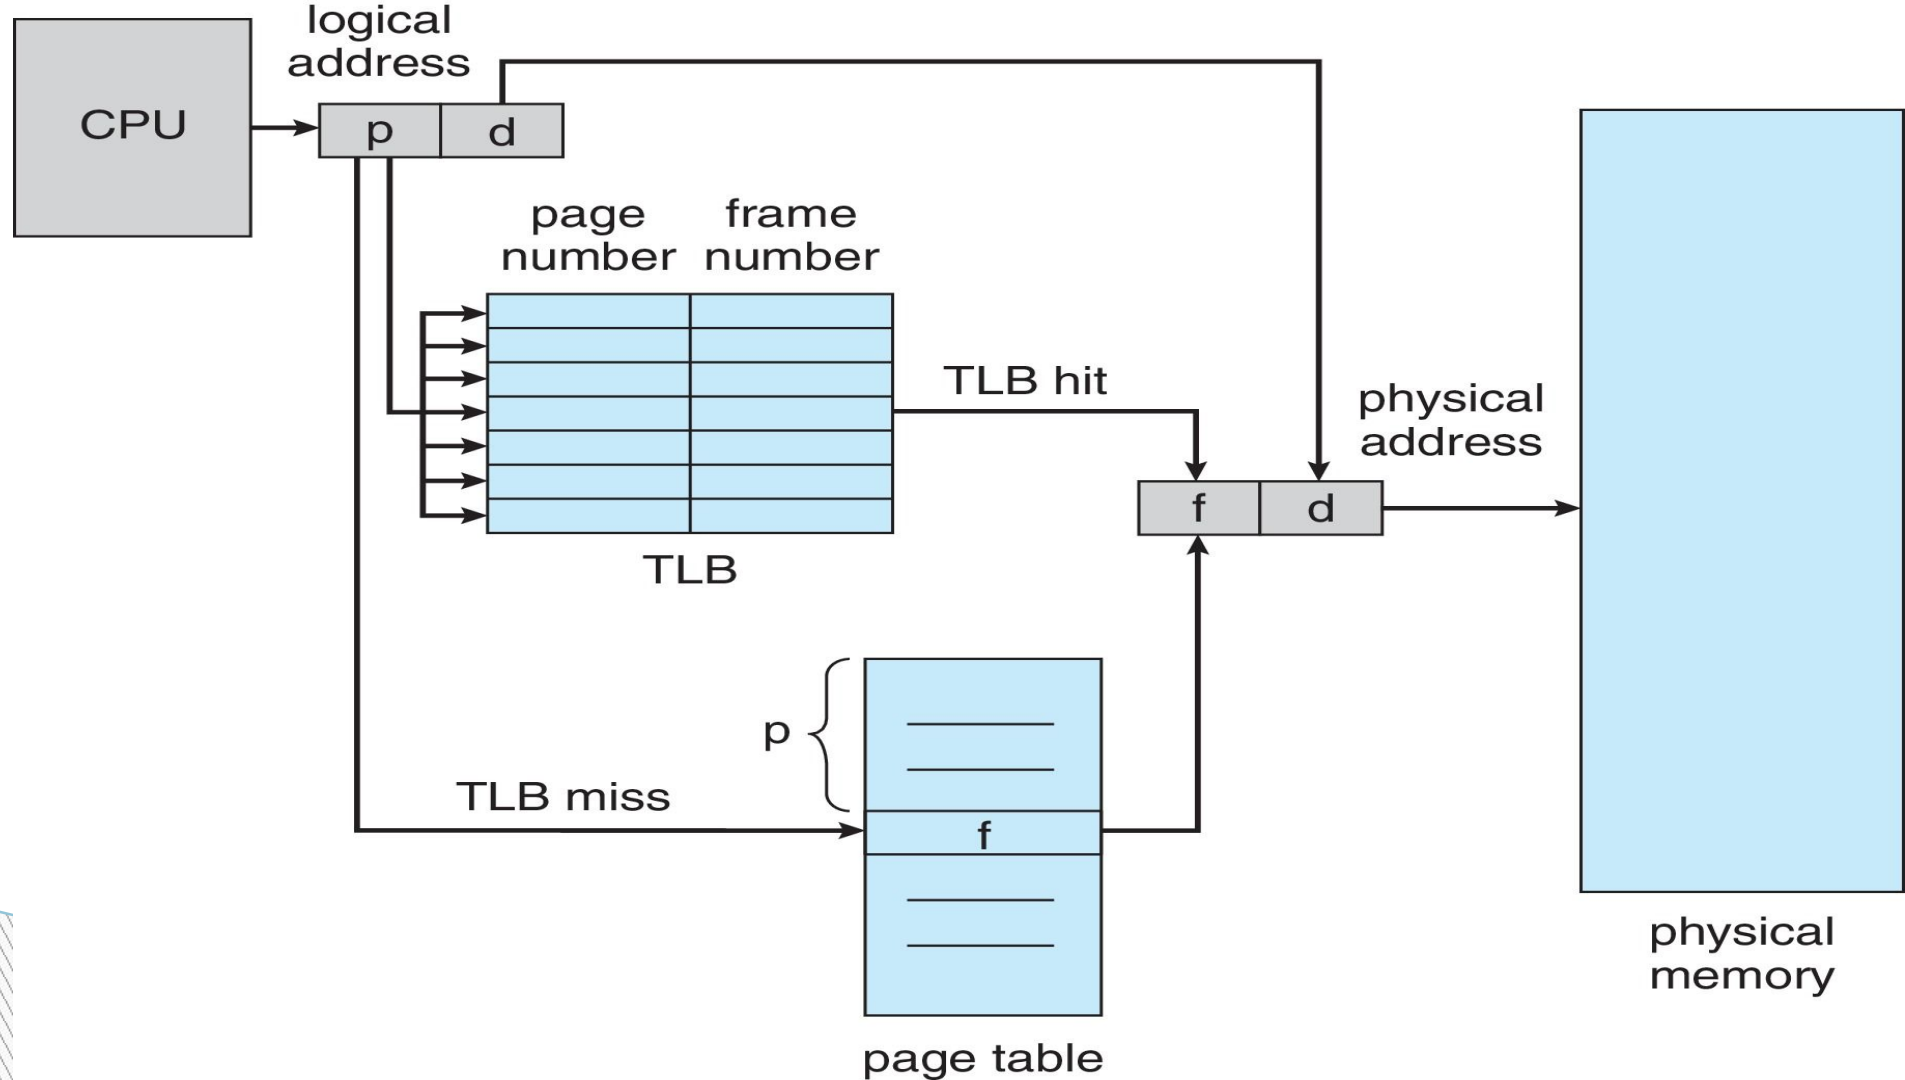 logical
address
CPU
p
d
page
number
frame
number
TLB hit
physical
address
f
d
TLB
p
TLB miss
f
physical
memory
page table